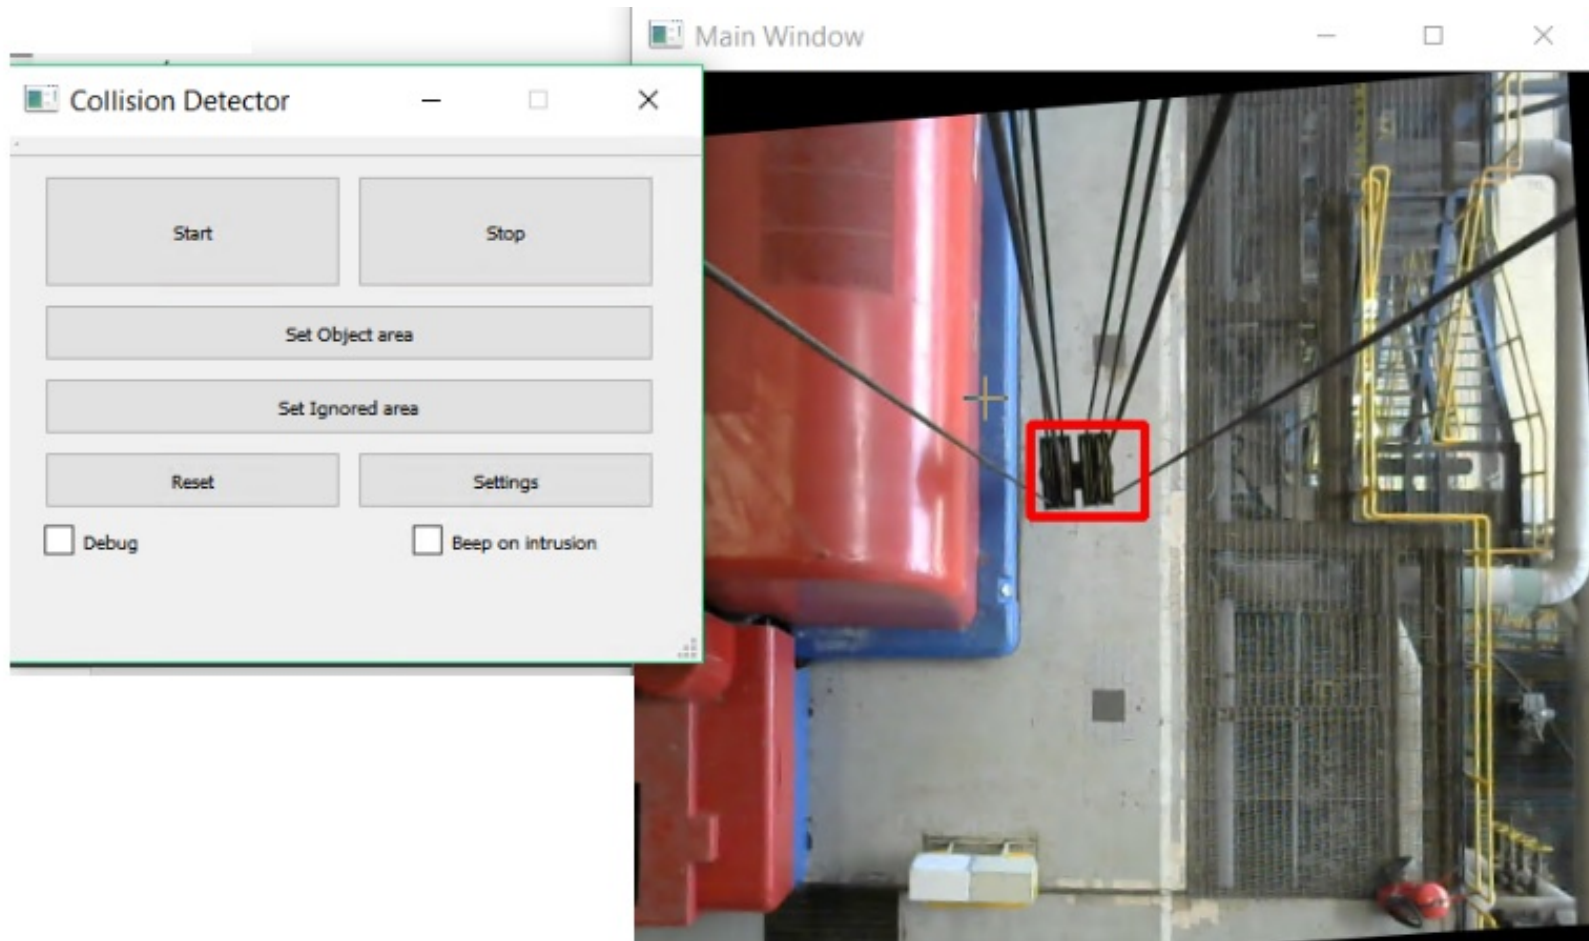 Main Window
Collision Detector
Start
Stop
Set Object area
Set Ignored area
Reset
Settings
Debug
Beep on intrusion